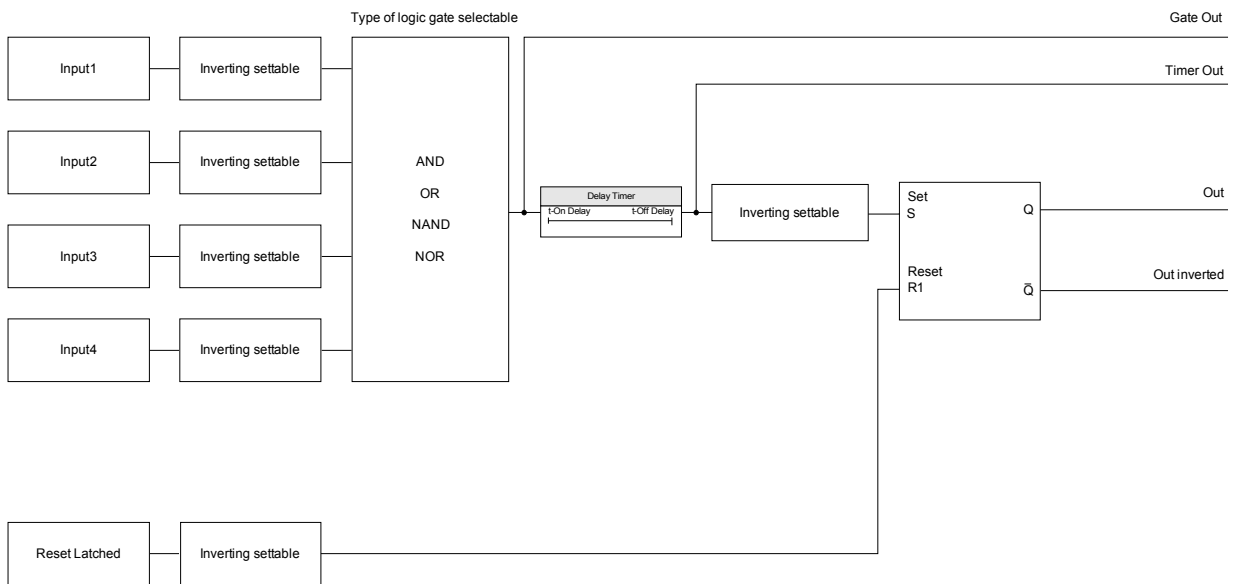 Type of logic gate selectable
Gate Out
Input1
Inverting settable
Timer Out
Input2
Inverting settable
AND
OR
NAND
NOR
Delay Timer
t-On Delay
t-Off Delay
Inverting settable
Set
S
Q
Out
Input3
Inverting settable
Reset
R1
Q̅
Out inverted
Input4
Inverting settable
Reset Latched
Inverting settable